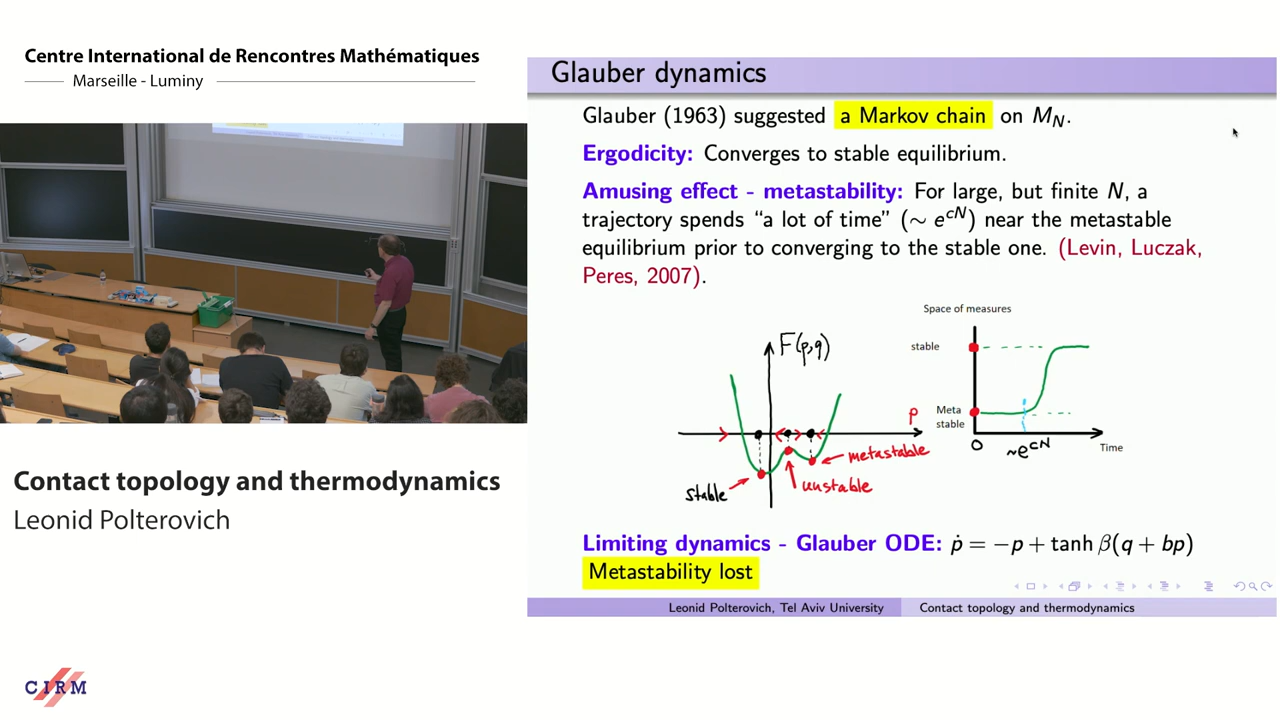 Centre International de Rencontres Mathématiques
Marseille - Luminy
Glauber dynamics
Glauber (1963) suggested a Markov chain on M_N.
Ergodicity: Converges to stable equilibrium.
Amusing effect - metastability: For large, but finite N, a
trajectory spends “a lot of time” (∼ e^{cN}) near the metastable
equilibrium prior to converging to the stable one. (Levin, Luczak,
Peres, 2007).
F(p,q)
p
stable
unstable
metastable
Space of measures
stable
Meta
stable
0
~e^{cN}
Time
Limiting dynamics - Glauber ODE: ṗ = −p + tanh β(q + bp)
Metastability lost
Leonid Polterovich, Tel Aviv University
Contact topology and thermodynamics
Contact topology and thermodynamics
Leonid Polterovich
CIRM